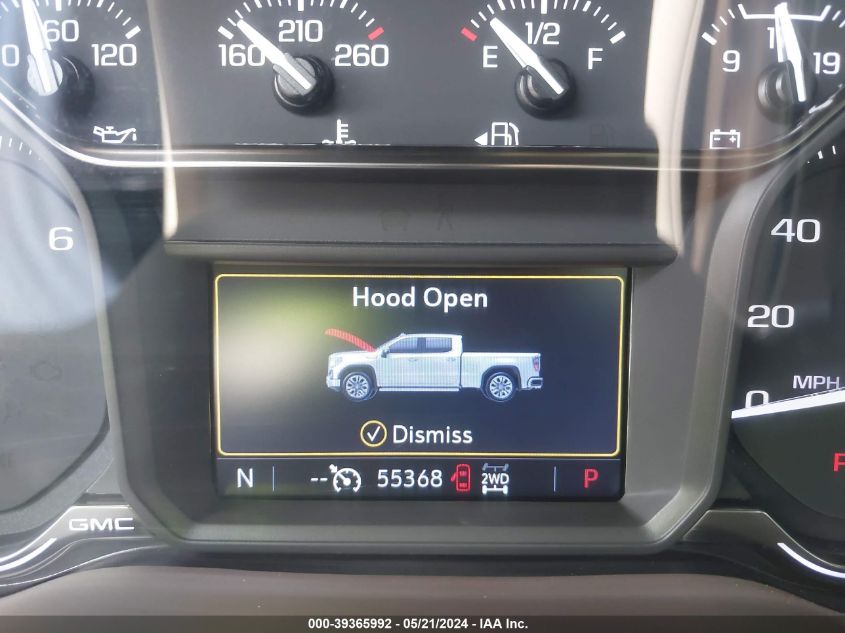 60
120
160
210
260
E
1/2
F
9
19
6
40
20
0
MPH
Hood Open
Dismiss
N
--
55368
2WD
P
P
GMC
000-39365992 - 05/21/2024 - IAA Inc.